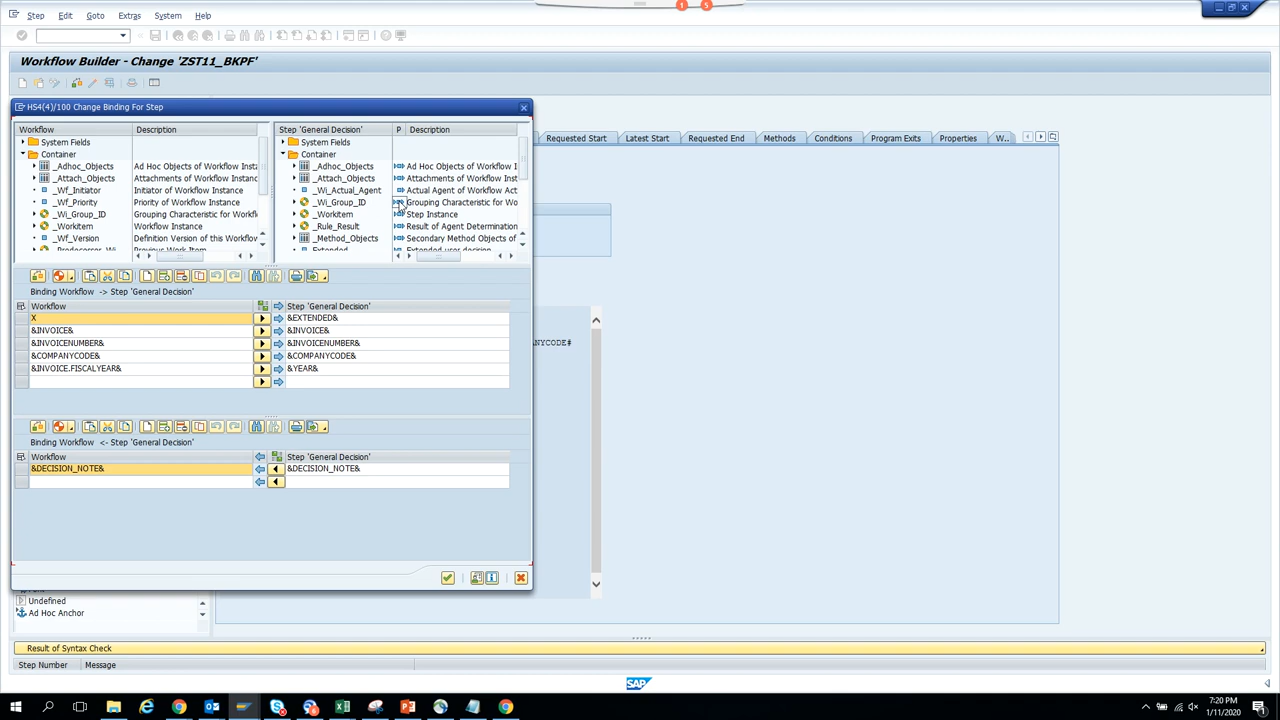 Step Edit Goto Extras System Help
1 5
Workflow Builder - Change 'ZST11_BKPF'
HS4(4)/100 Change Binding For Step
Workflow Description
System Fields
Container
_Adhoc_Objects Ad Hoc Objects of Workflow Insta
_Attach_Objects Attachments of Workflow Instanc
_Wf_Initiator Initiator of Workflow Instance
_Wf_Priority Priority of Workflow Instance
_Wi_Group_ID Grouping Characteristic for Workf
_Workitem Workflow Instance
_Wf_Version Definition Version of this Workflow
Step 'General Decision' P Description
System Fields
Container
_Adhoc_Objects Ad Hoc Objects of Workflow I
_Attach_Objects Attachments of Workflow Inst
_Wi_Actual_Agent Actual Agent of Workflow Act
_Wi_Group_ID Grouping Characteristic for Wo
_Workitem Step Instance
_Rule_Result Result of Agent Determination
_Method_Objects Secondary Method Objects of
Requested Start Latest Start Requested End Methods Conditions Program Exits Properties W..
Binding Workflow -> Step 'General Decision'
Workflow Step 'General Decision'
X &EXTENDED&
&INVOICE& &INVOICE&
&INVOICENUMBER& &INVOICENUMBER&
&COMPANYCODE& &COMPANYCODE&
&INVOICE.FISCALYEAR& &YEAR&
NYCODE#
Binding Workflow <- Step 'General Decision'
Workflow Step 'General Decision'
&DECISION_NOTE& &DECISION_NOTE&
Undefined
Ad Hoc Anchor
Result of Syntax Check
Step Number Message
SAP
7:20 PM
1/11/2020